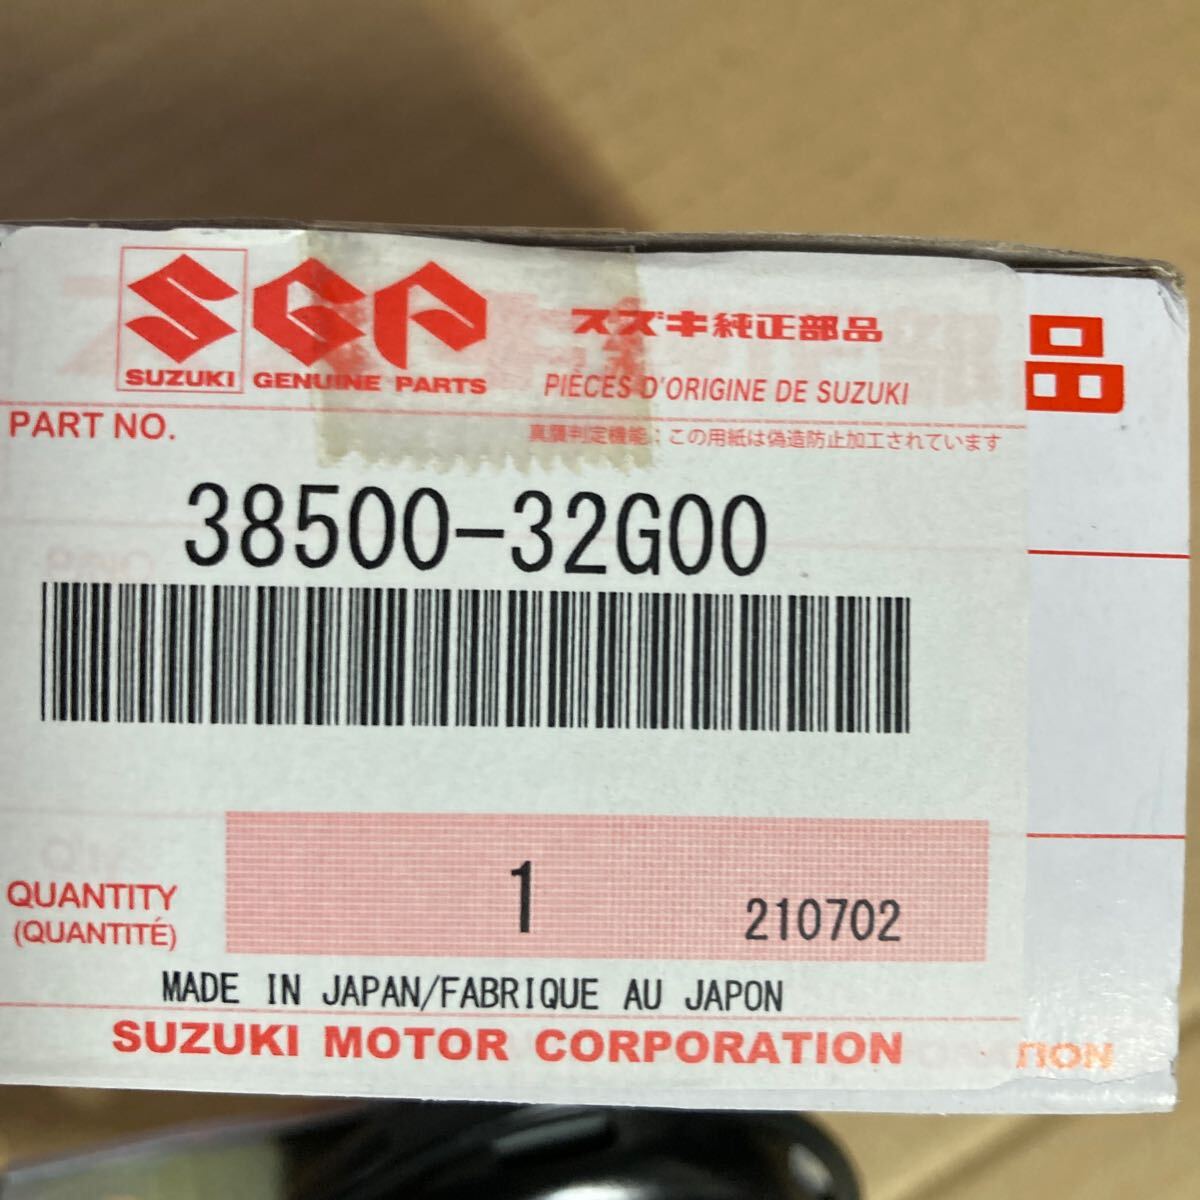 SGP
スズキ純正部品
SUZUKI GENUINE PARTS
PIÈCES D'ORIGINE DE SUZUKI
品
PART NO.
真贋判定機能：この用紙は偽造防止加工されています
38500-32G00
QUANTITY
(QUANTITÉ)
1
210702
MADE IN JAPAN/FABRIQUE AU JAPON
SUZUKI MOTOR CORPORATION
TION